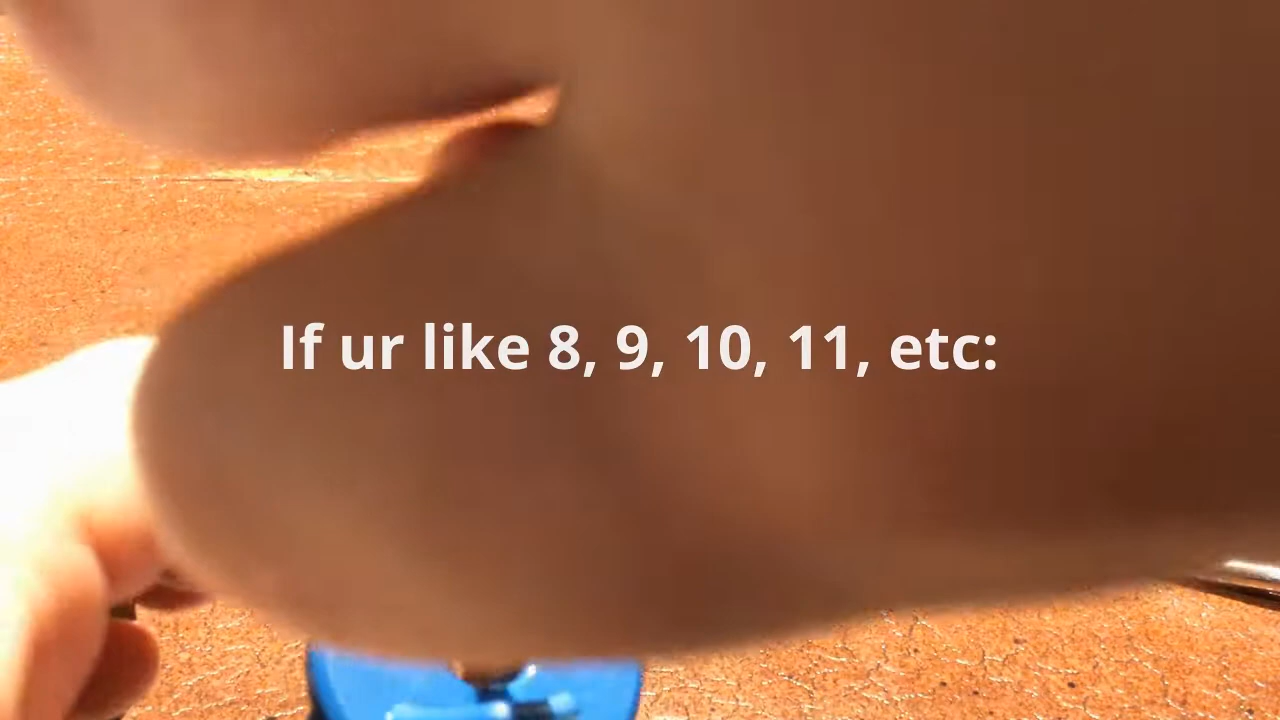 If ur like 8, 9, 10, 11, etc: